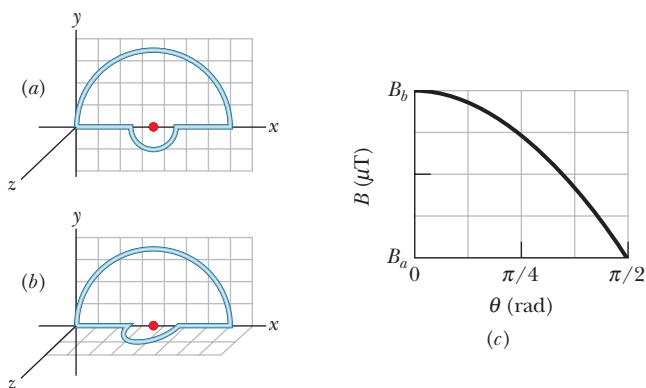 y
(a)
x
z
y
(b)
x
z
B_b
B (μT)
B_a
0
π/4
π/2
θ (rad)
(c)